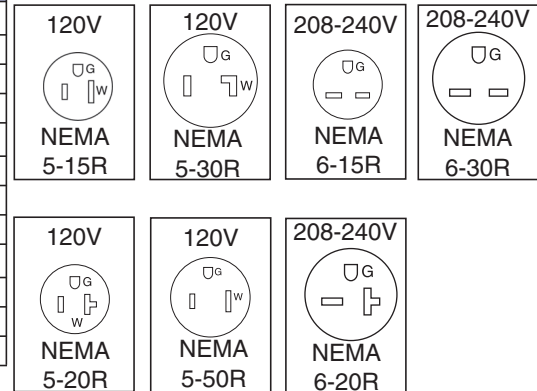 120V
G
W
NEMA
5-15R
120V
G
W
NEMA
5-30R
208-240V
G
NEMA
6-15R
208-240V
G
NEMA
6-30R
120V
G
W
NEMA
5-20R
120V
G
W
NEMA
5-50R
208-240V
G
NEMA
6-20R